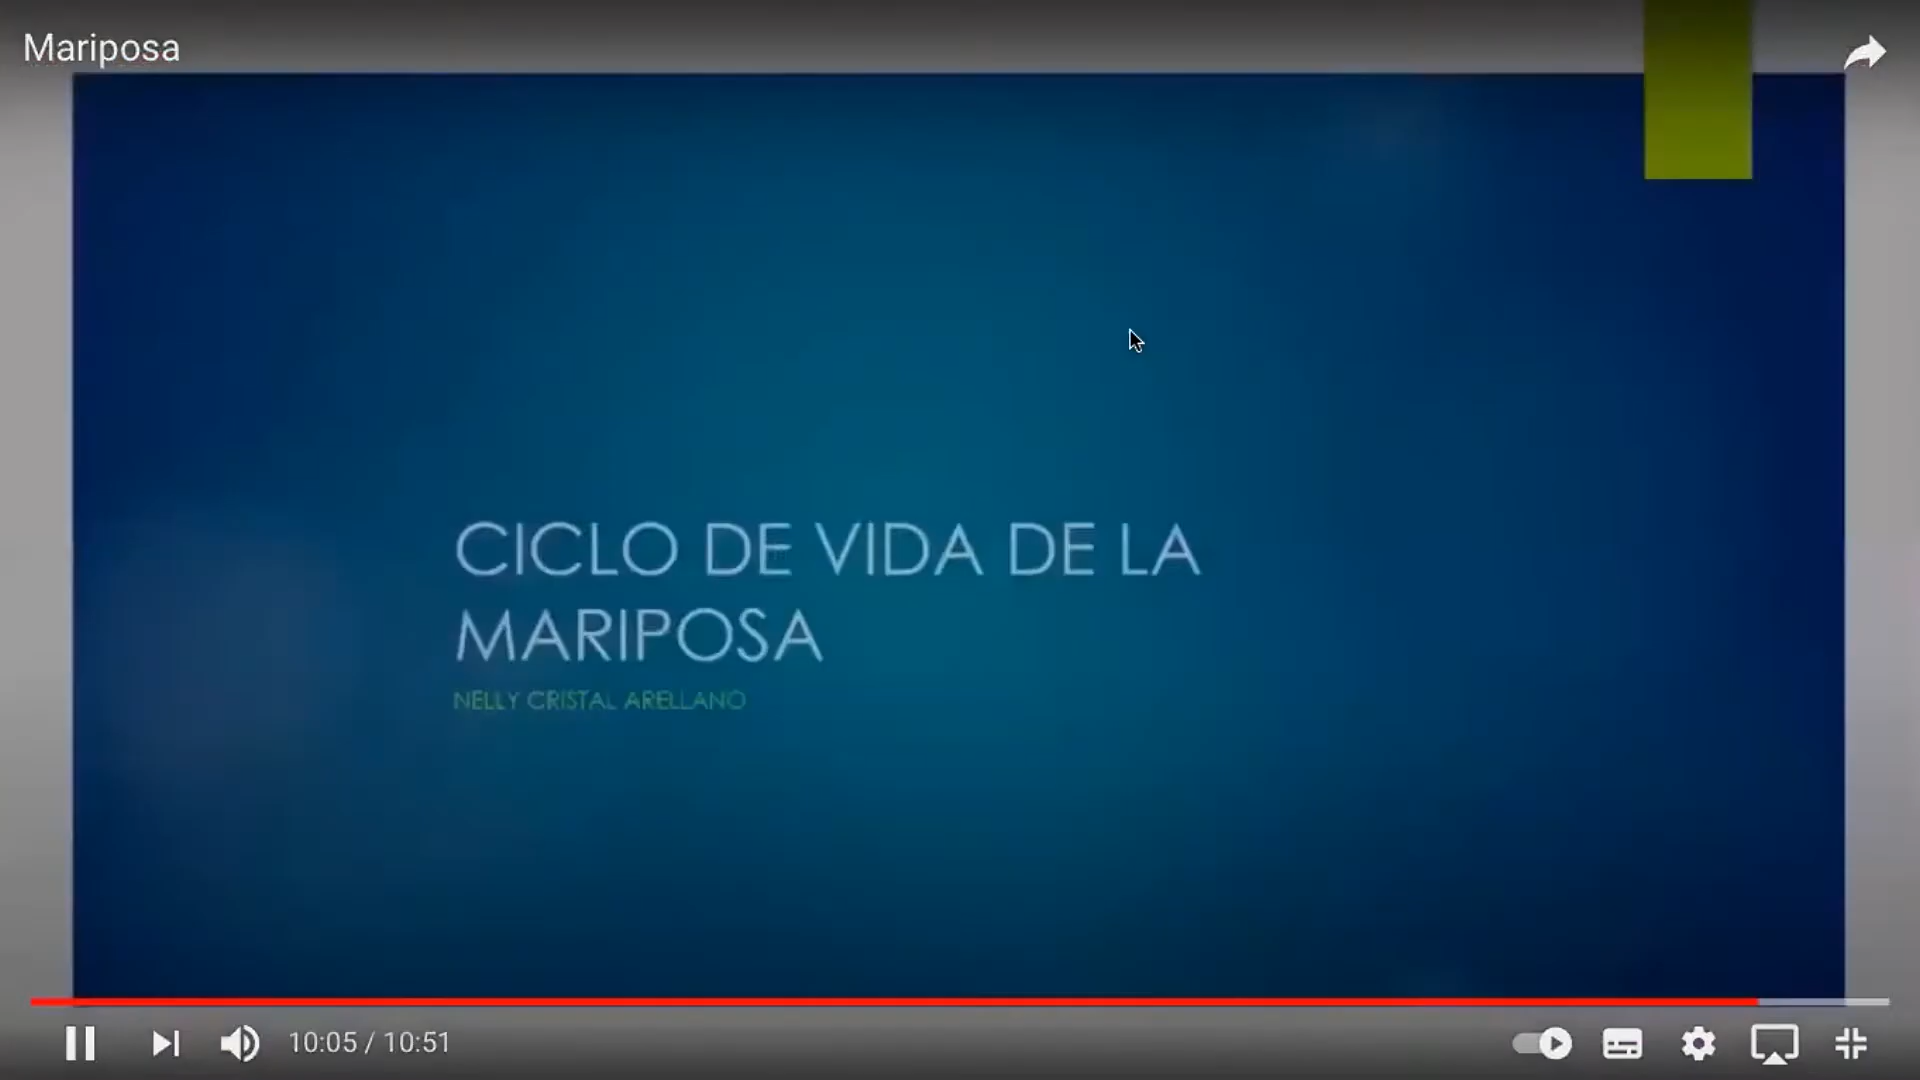 Mariposa
CICLO DE VIDA DE LA
MARIPOSA
NELLY CRISTAL ARELLANO
10:05 / 10:51